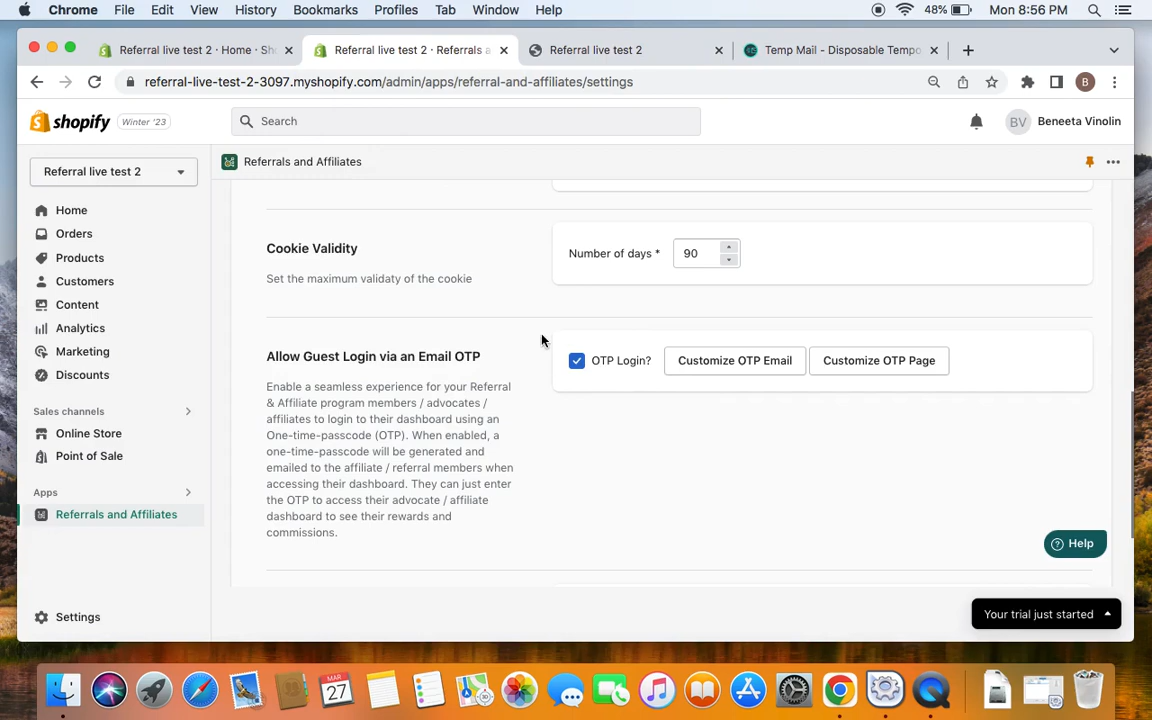 Chrome File Edit View History Bookmarks Profiles Tab Window Help 48% Mon 8:56 PM
Referral live test 2 · Home · Sh Referral live test 2 · Referrals a Referral live test 2 Temp Mail - Disposable Tempo
referral-live-test-2-3097.myshopify.com/admin/apps/referral-and-affiliates/settings B
shopify Winter '23 Search BV Beneeta Vinolin
Referral live test 2
Referrals and Affiliates
Home
Orders
Products
Customers
Content
Analytics
Marketing
Discounts
Sales channels
Online Store
Point of Sale
Apps
Referrals and Affiliates
Settings
Cookie Validity
Set the maximum validaty of the cookie
Number of days * 90
Allow Guest Login via an Email OTP
Enable a seamless experience for your Referral
& Affiliate program members / advocates /
affiliates to login to their dashboard using an
One-time-passcode (OTP). When enabled, a
one-time-passcode will be generated and
emailed to the affiliate / referral members when
accessing their dashboard. They can just enter
the OTP to access their advocate / affiliate
dashboard to see their rewards and
commissions.
OTP Login? Customize OTP Email Customize OTP Page
Help
Your trial just started
MAR
27